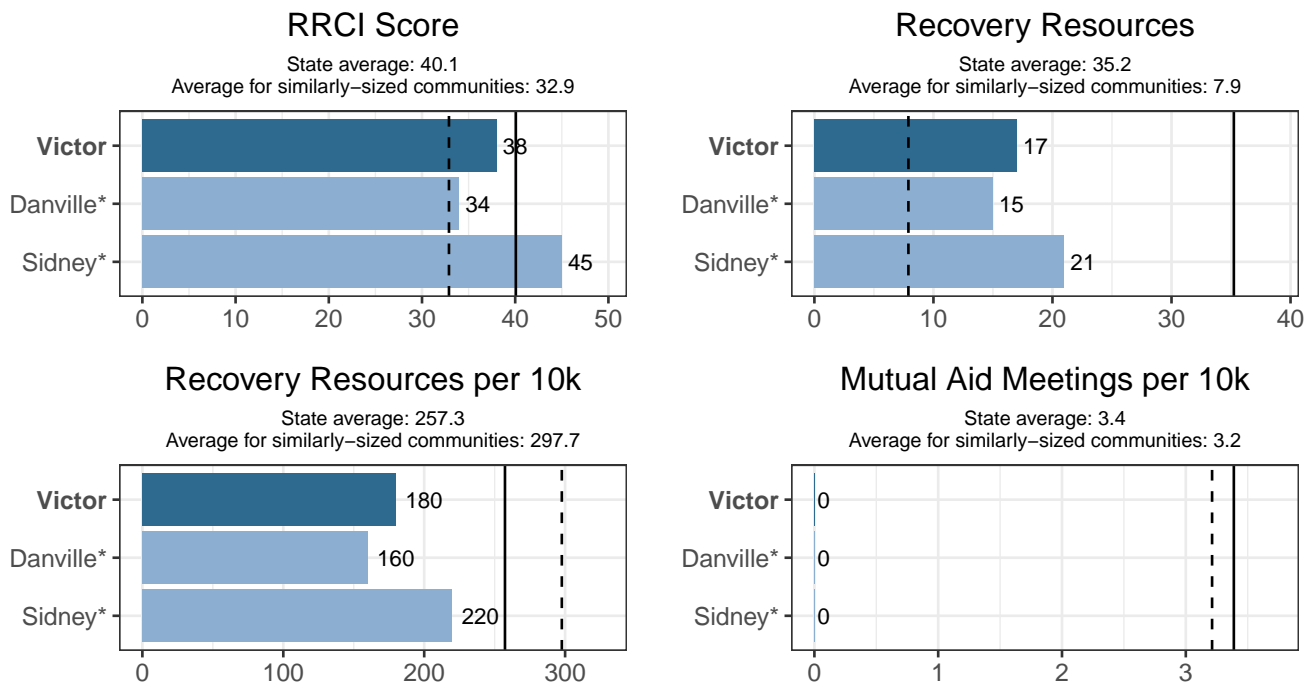 RRCI Score
State average: 40.1
Average for similarly−sized communities: 32.9
Victor
38
Danville*
34
Sidney*
45
0 10 20 30 40 50
Recovery Resources
State average: 35.2
Average for similarly−sized communities: 7.9
Victor
17
Danville*
15
Sidney*
21
0 10 20 30 40
Recovery Resources per 10k
State average: 257.3
Average for similarly−sized communities: 297.7
Victor
180
Danville*
160
Sidney*
220
0 100 200 300
Mutual Aid Meetings per 10k
State average: 3.4
Average for similarly−sized communities: 3.2
Victor
0
Danville*
0
Sidney*
0
0 1 2 3